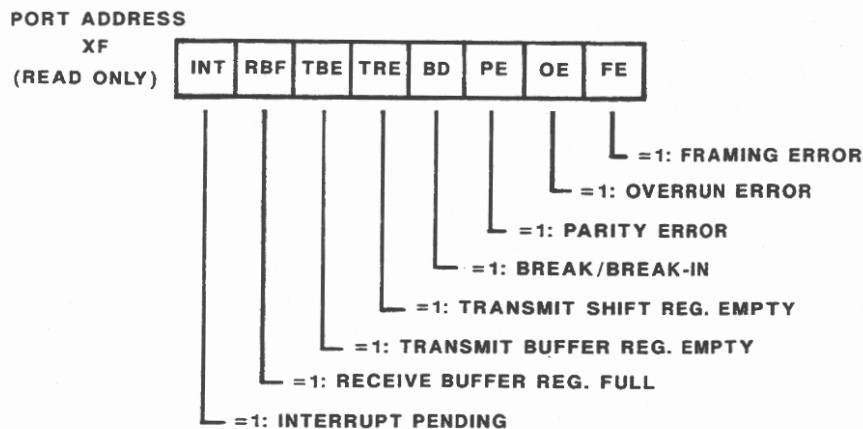 PORT ADDRESS
XF
(READ ONLY)
INT RBF TBE TRE BD PE OE FE
=1: FRAMING ERROR
=1: OVERRUN ERROR
=1: PARITY ERROR
=1: BREAK/BREAK-IN
=1: TRANSMIT SHIFT REG. EMPTY
=1: TRANSMIT BUFFER REG. EMPTY
=1: RECEIVE BUFFER REG. FULL
=1: INTERRUPT PENDING